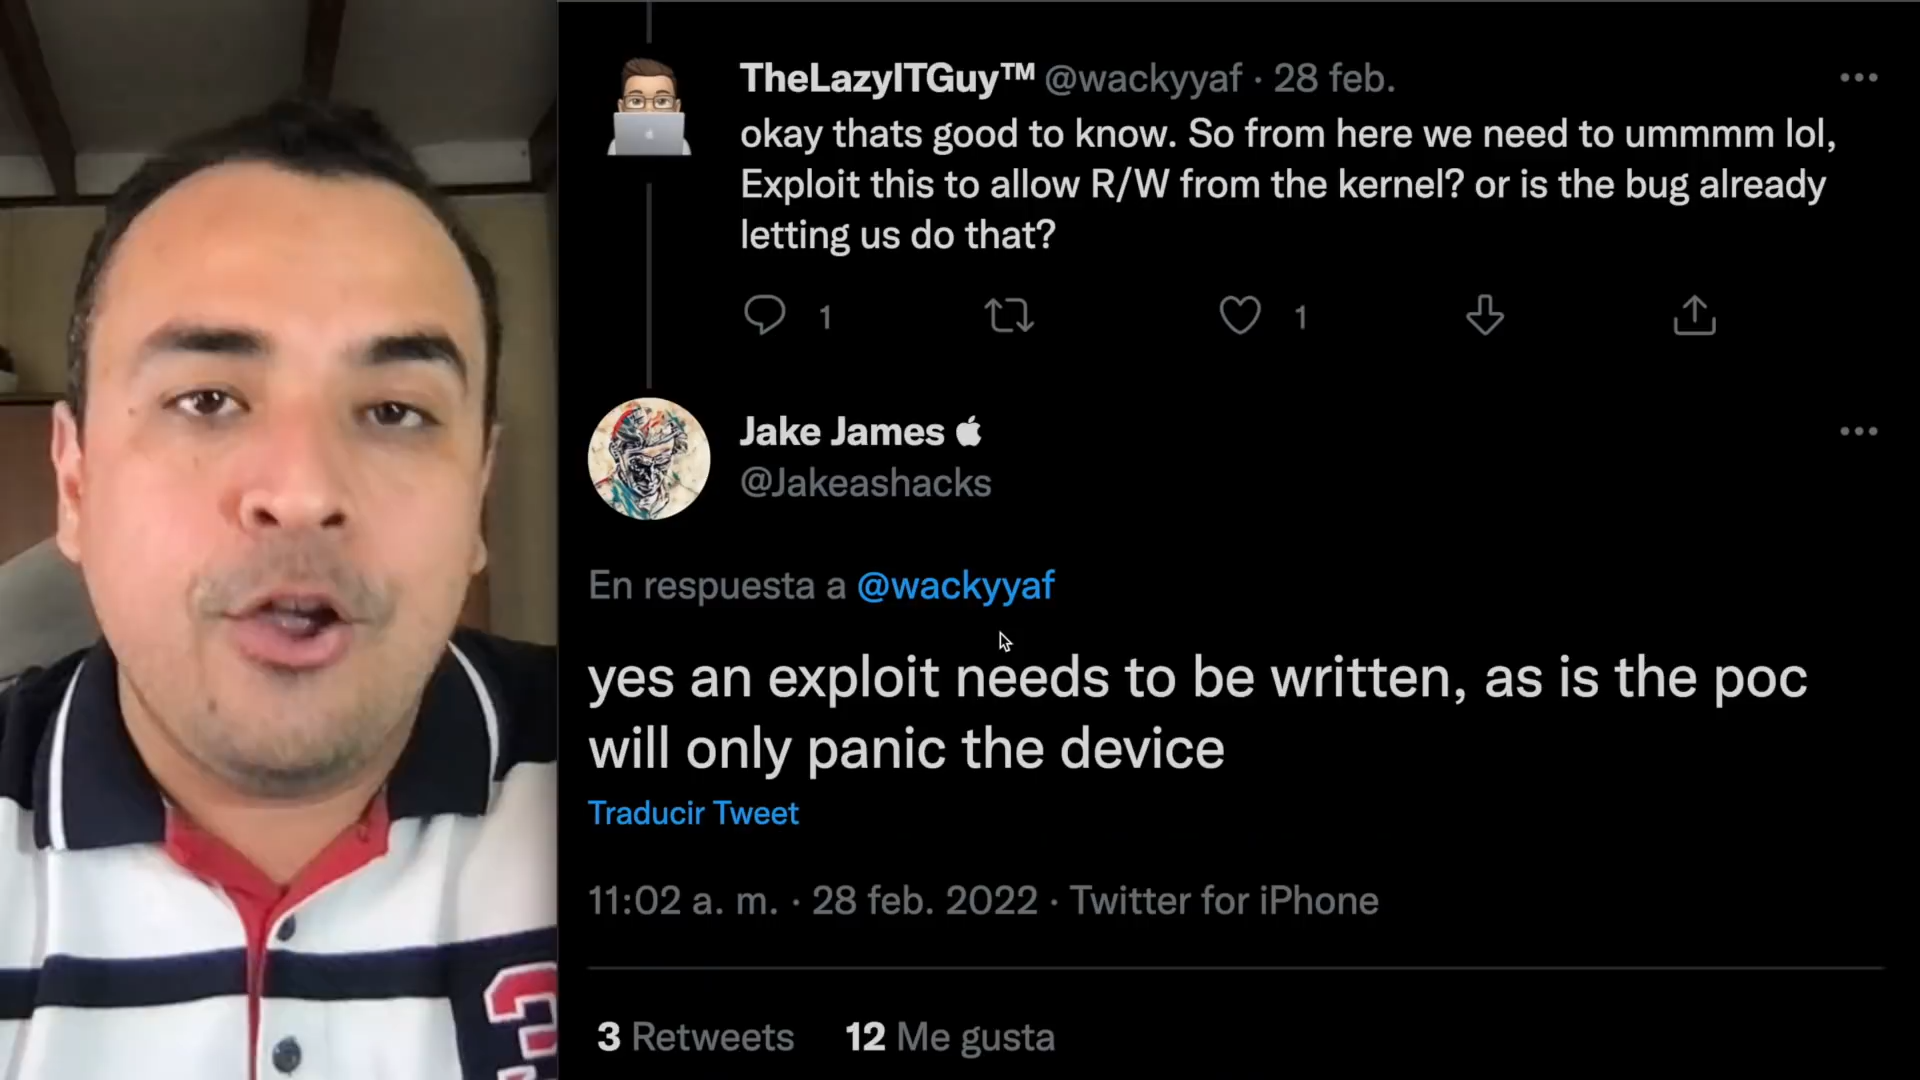 TheLazyITGuy™ @wackyyaf · 28 feb.
okay thats good to know. So from here we need to ummmm lol,
Exploit this to allow R/W from the kernel? or is the bug already
letting us do that?
1 1
Jake James
@Jakeashacks
En respuesta a @wackyyaf
yes an exploit needs to be written, as is the poc
will only panic the device
Traducir Tweet
11:02 a. m. · 28 feb. 2022 · Twitter for iPhone
3 Retweets 12 Me gusta
3